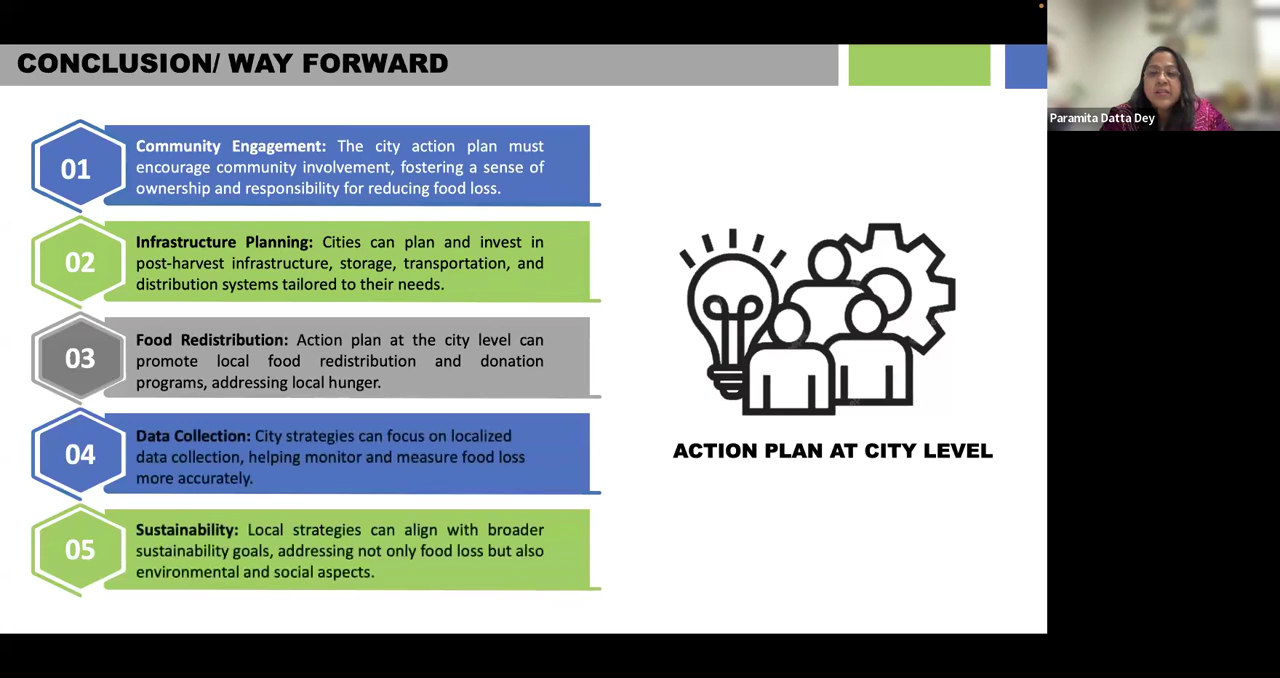 CONCLUSION/ WAY FORWARD
Paramita Datta Dey
01
Community Engagement: The city action plan must
encourage community involvement, fostering a sense of
ownership and responsibility for reducing food loss.
02
Infrastructure Planning: Cities can plan and invest in
post-harvest infrastructure, storage, transportation, and
distribution systems tailored to their needs.
03
Food Redistribution: Action plan at the city level can
promote local food redistribution and donation
programs, addressing local hunger.
04
Data Collection: City strategies can focus on localized
data collection, helping monitor and measure food loss
more accurately.
05
Sustainability: Local strategies can align with broader
sustainability goals, addressing not only food loss but also
environmental and social aspects.
ACTION PLAN AT CITY LEVEL